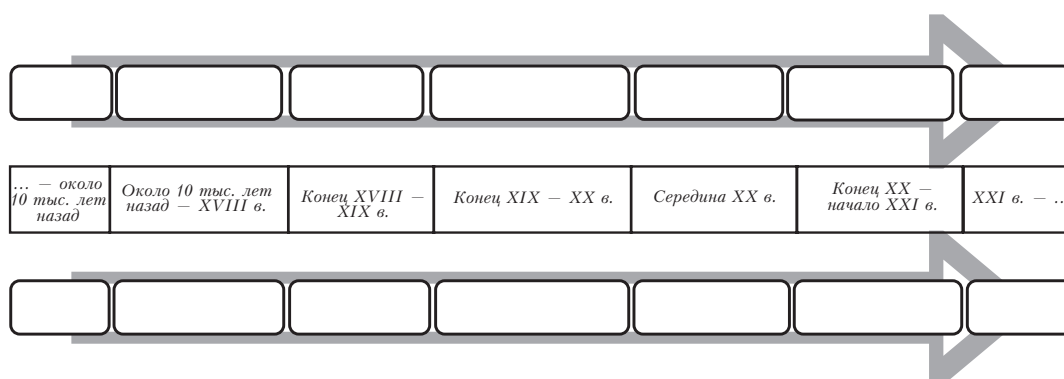 ... – около
10 тыс. лет
назад
Около 10 тыс. лет
назад – XVIII в.
Конец XVIII –
XIX в.
Конец XIX – XX в.
Середина XX в.
Конец XX –
начало XXI в.
XXI в. – ..